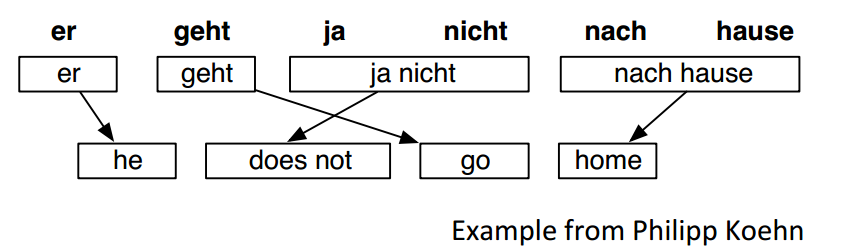 er geht ja nicht nach hause
er geht ja nicht nach hause
he does not go home
Example from Philipp Koehn